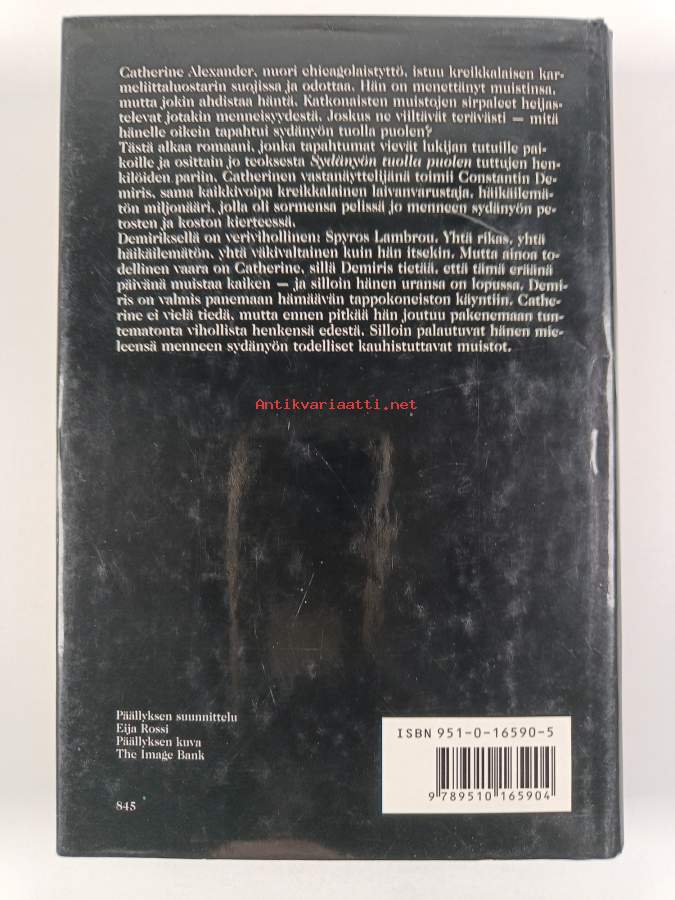 Catherine Alexander, nuori chicagolaistyttö, istuu kreikkalaisen kar-
meliittaluostarin suojissa ja odottaa. Hän on menettänyt muistinsa,
mutta jokin ahdistaa häntä. Katkonaisten muistojen sirpaleet heijas-
televat jotakin menneisyydestä. Joskus ne viiltävät terävästi – mitä
hänelle oikein tapahtui sydänyön tuolla puolen?
Tästä alkaa romaani, jonka tapahtumat vievät lukijan tutuille pai-
koille ja osittain jo teoksesta Sydänyön tuolla puolen tuttujen hen-
kilöiden pariin. Catherinen vastanäyttelijänä toimii Constantin De-
miris, sama kaikkivoipa kreikkalainen laivanvarustaja, häikäilemä-
tön miljonääri, jolla oli sormensa pelissä jo menneen sydänyön pe-
tosten ja koston kierteessä.
Demiriksellä on verivihollinen: Spyros Lambrou. Yhtä rikas, yhtä
häikäilemätön, yhtä väkivaltainen kuin hän itsekin. Mutta ainoa to-
dellinen vaara on Catherine, sillä Demiris tietää, että tämä eräänä
päivänä muistaa kaiken – ja silloin hänen uransa on lopussa. Demi-
ris on valmis panemaan hämäävän tappokoneiston käyntiin. Cathe-
rine ei vielä tiedä, mutta ennen pitkää hän joutuu pakenemaan tun-
tematonta vihollista henkensä edestä. Silloin palautuvat hänen mie-
leensä menneen sydänyön todelliset kauhistuttavat muistot.
Antikvariaatti.net
Päällyksen suunnittelu
Eija Rossi
Päällyksen kuva
The Image Bank
845
ISBN 951-0-16590-5
9 789510 165904